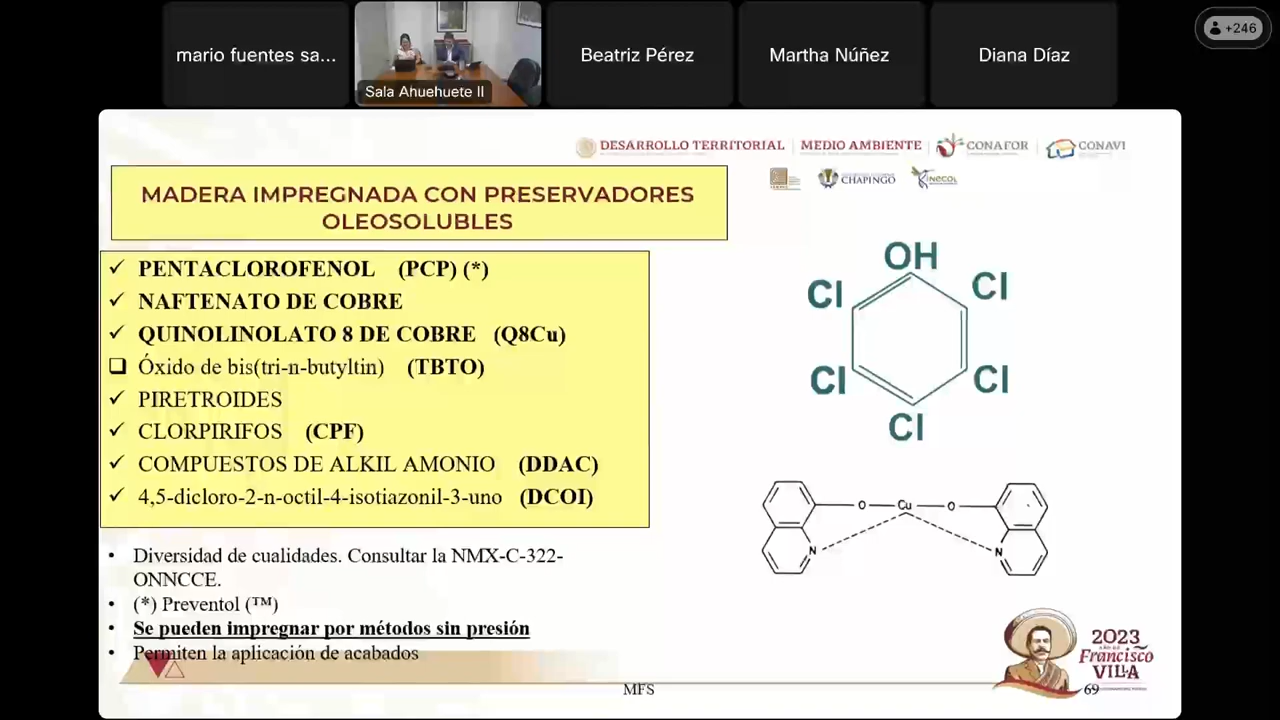 mario fuentes sa...
Sala Ahuehuete II
Beatriz Pérez
Martha Núñez
Diana Díaz
+246
DESARROLLO TERRITORIAL
MEDIO AMBIENTE
CONAFOR
CONAVI
CHAPINGO
INECOL
MADERA IMPREGNADA CON PRESERVADORES
OLEOSOLUBLES
✓ PENTACLOROFENOL (PCP) (*)
✓ NAFTENATO DE COBRE
✓ QUINOLINOLATO 8 DE COBRE (Q8Cu)
❑ Óxido de bis(tri-n-butyltin) (TBTO)
✓ PIRETROIDES
✓ CLORPIRIFOS (CPF)
✓ COMPUESTOS DE ALKIL AMONIO (DDAC)
✓ 4,5-dicloro-2-n-octil-4-isotiazonil-3-uno (DCOI)
OH
Cl Cl
Cl Cl
Cl
O Cu O
N N
• Diversidad de cualidades. Consultar la NMX-C-322-
ONNCCE.
• (*) Preventol (™)
• Se pueden impregnar por métodos sin presión
• Permiten la aplicación de acabados
2023
Francisco
VILLA
MFS
69